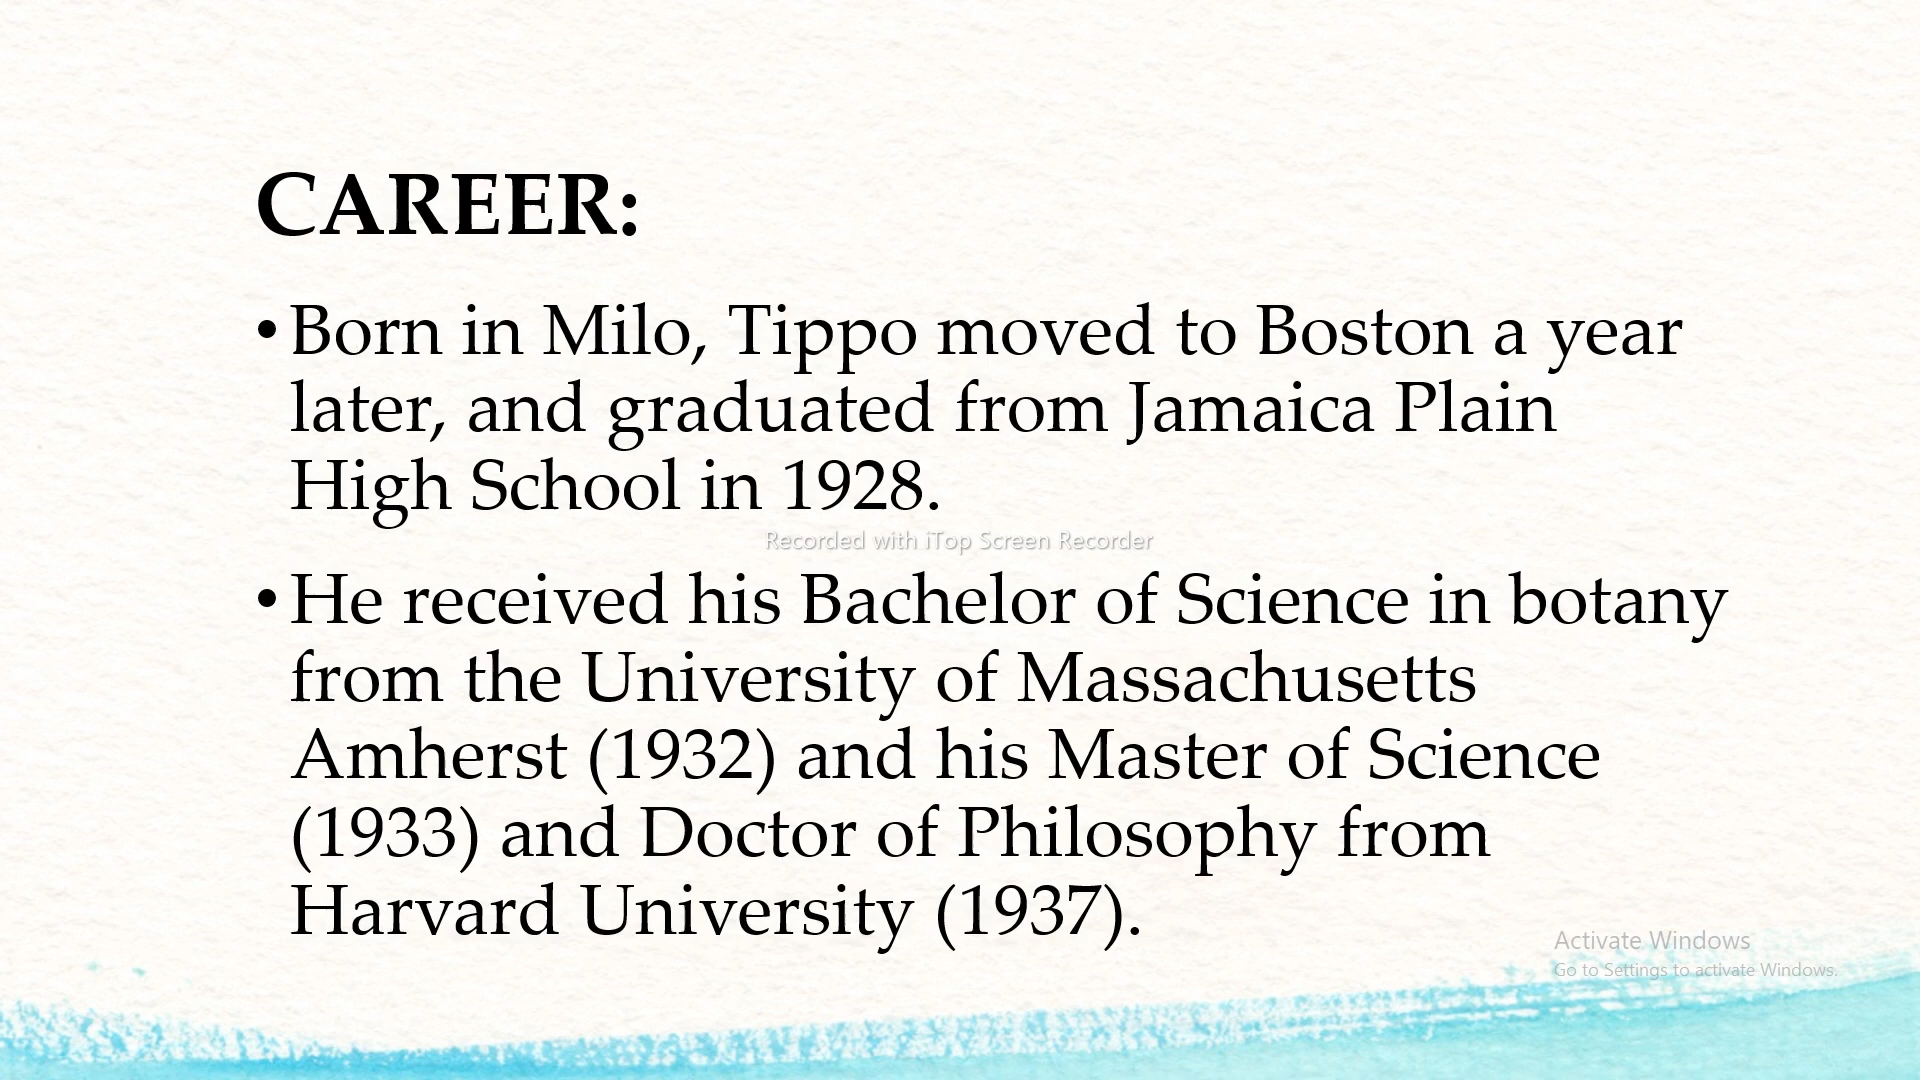 CAREER:
• Born in Milo, Tippo moved to Boston a year
later, and graduated from Jamaica Plain
High School in 1928.
Recorded with iTop Screen Recorder
• He received his Bachelor of Science in botany
from the University of Massachusetts
Amherst (1932) and his Master of Science
(1933) and Doctor of Philosophy from
Harvard University (1937).
Activate Windows
Go to Settings to activate Windows.